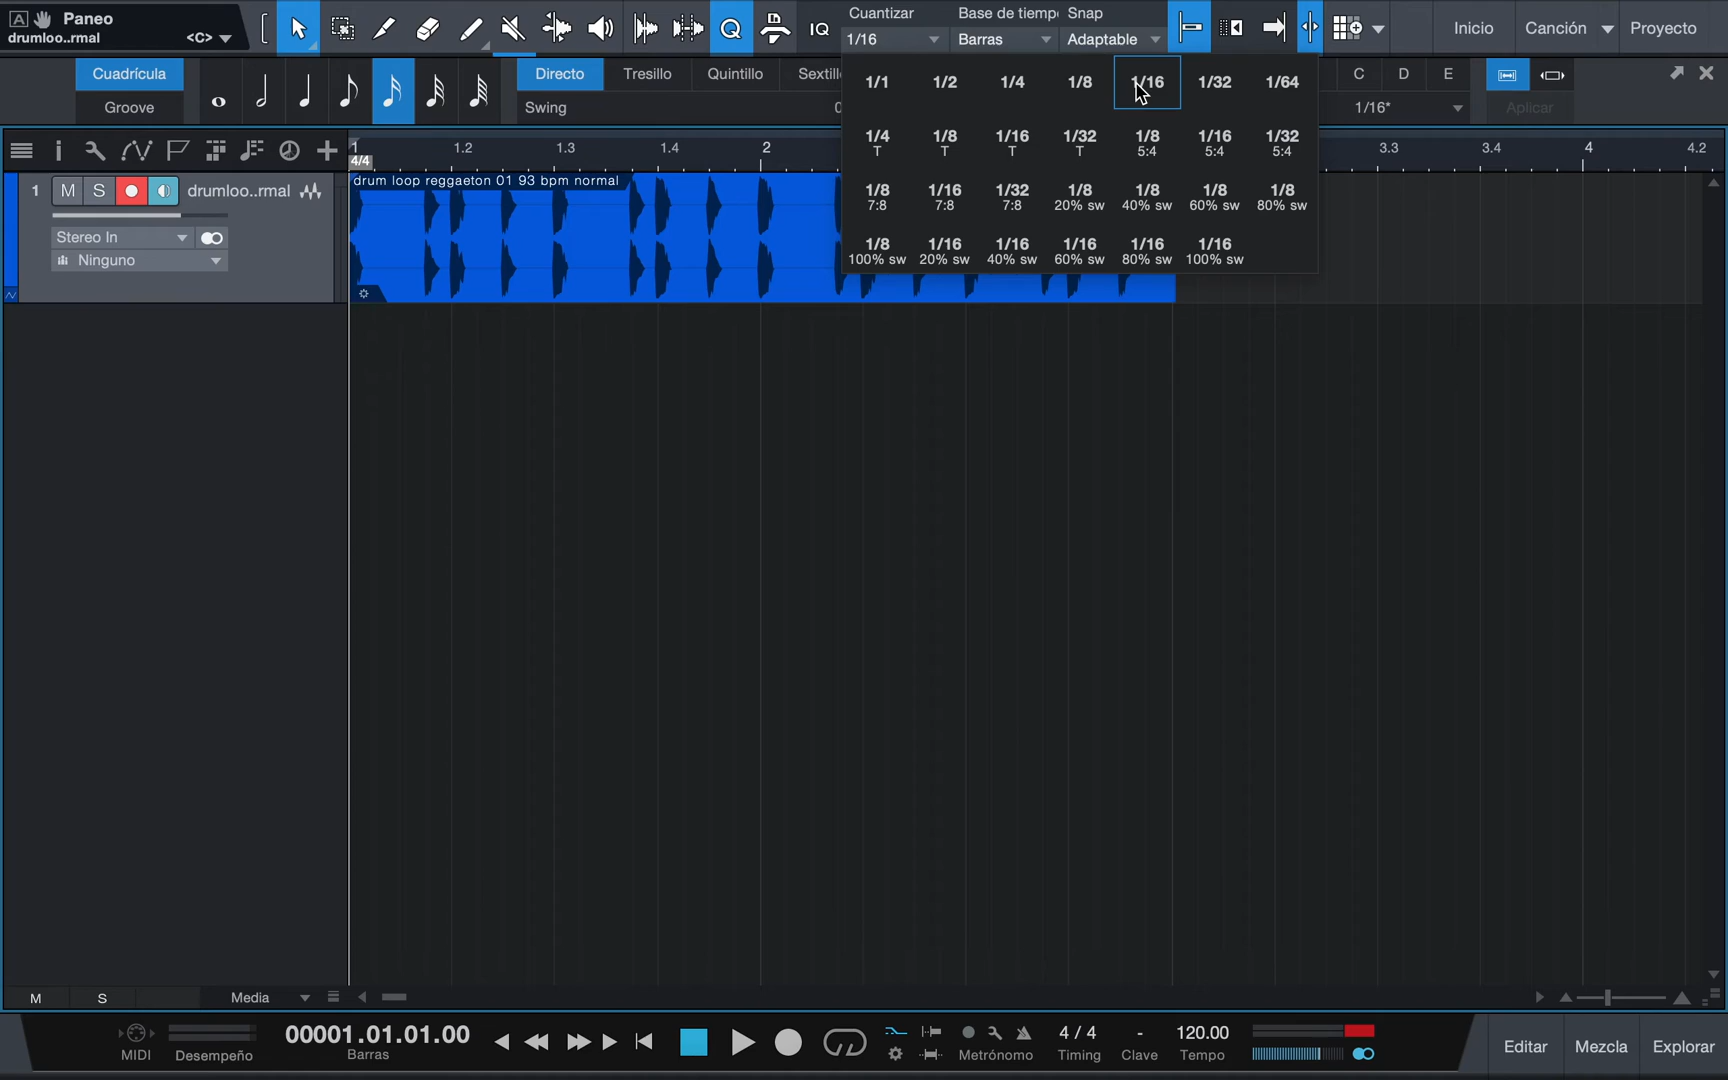 A Paneo
drumloo..rmal <C>
IQ
Cuantizar
1/16
Base de tiemp
Barras
Snap
Adaptable
Inicio Canción Proyecto
Cuadrícula
Groove
Directo Tresillo Quintillo Sextill
Swing 0
C D E
1/16*
Aplicar
1/1 1/2 1/4 1/8 1/16 1/32 1/64
1/4 1/8 1/16 1/32 1/8 1/16 1/32
T T T T 5:4 5:4 5:4
1/8 1/16 1/32 1/8 1/8 1/8 1/8
7:8 7:8 7:8 20% sw 40% sw 60% sw 80% sw
1/8 1/16 1/16 1/16 1/16 1/16
100% sw 20% sw 40% sw 60% sw 80% sw 100% sw
1 1.2 1.3 1.4 2 3.3 3.4 4 4.2
4/4
1 M S drumloo..rmal
Stereo In
Ninguno
drum loop reggaeton 01 93 bpm normal
M S Media
MIDI
Desempeño
00001.01.01.00
Barras
Metrónomo
4 / 4
Timing
-
Clave
120.00
Tempo
Editar Mezcla Explorar